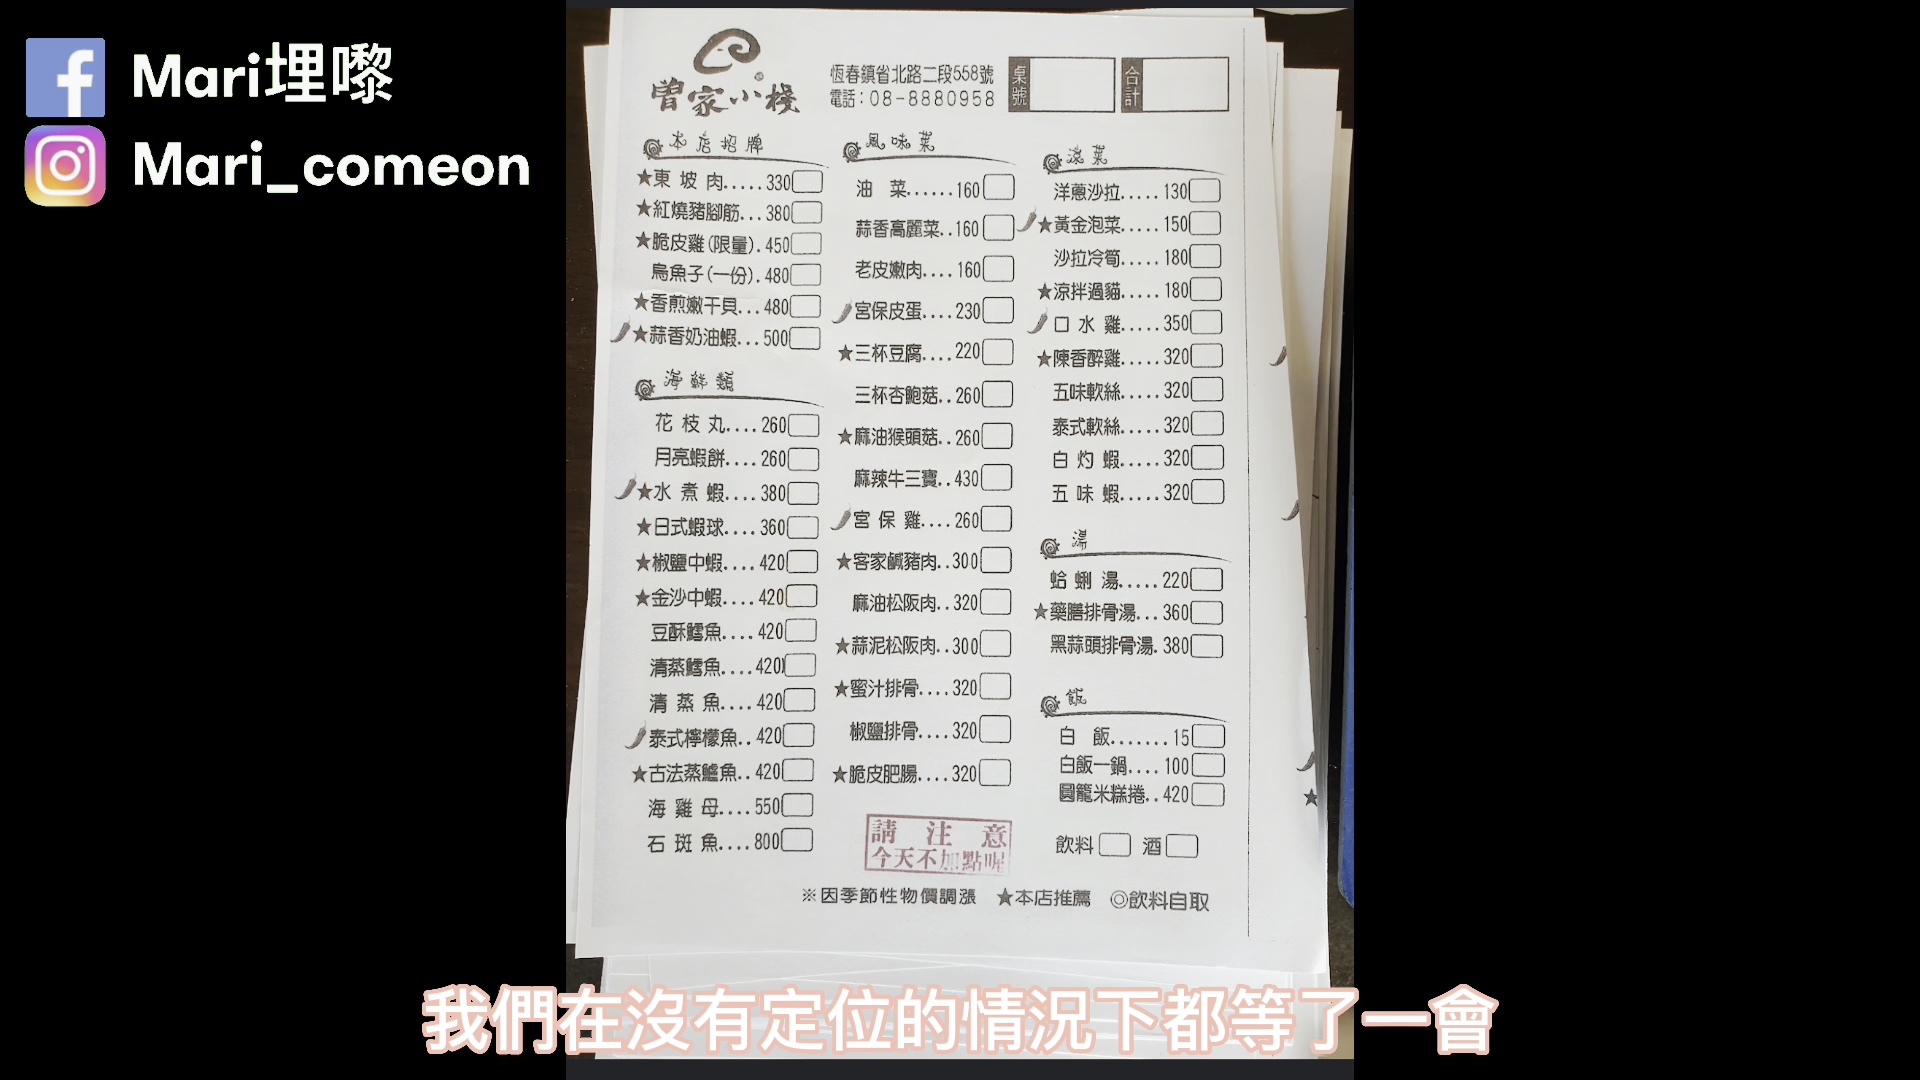 Mari埋嚟
Mari_comeon
曾家小棧
恆春鎮省北路二段558號
電話：08-8880958
桌號
合計
本店招牌
★東坡肉.....330
★紅燒豬腳筋...380
★脆皮雞(限量).450
烏魚子(一份).480
★香煎嫩干貝...480
★蒜香奶油蝦...500
海鮮類
花枝丸....260
月亮蝦餅....260
★水煮蝦....380
★日式蝦球....360
★椒鹽中蝦....420
★金沙中蝦....420
豆酥鱈魚....420
清蒸鱈魚....420
清蒸魚....420
泰式檸檬魚..420
★古法蒸鱸魚..420
海雞母....550
石斑魚....800
風味菜
油菜......160
蒜香高麗菜..160
老皮嫩肉....160
宮保皮蛋....230
★三杯豆腐....220
三杯杏鮑菇..260
★麻油猴頭菇..260
麻辣牛三寶..430
宮保雞....260
★客家鹹豬肉..300
麻油松阪肉..320
★蒜泥松阪肉..300
★蜜汁排骨....320
椒鹽排骨....320
★脆皮肥腸....320
涼菜
洋蔥沙拉.....130
★黃金泡菜.....150
沙拉冷筍.....180
★涼拌過貓.....180
口水雞.....350
★陳香醉雞.....320
五味軟絲.....320
泰式軟絲.....320
白灼蝦.....320
五味蝦.....320
湯
蛤蜊湯.....220
★藥膳排骨湯...360
黑蒜頭排骨湯.380
飯
白飯.......15
白飯一鍋....100
圓籠米糕捲..420
飲料 酒
請注意
今天不加點喔
※因季節性物價調漲 ★本店推薦 ◎飲料自取
我們在沒有定位的情況下都等了一會